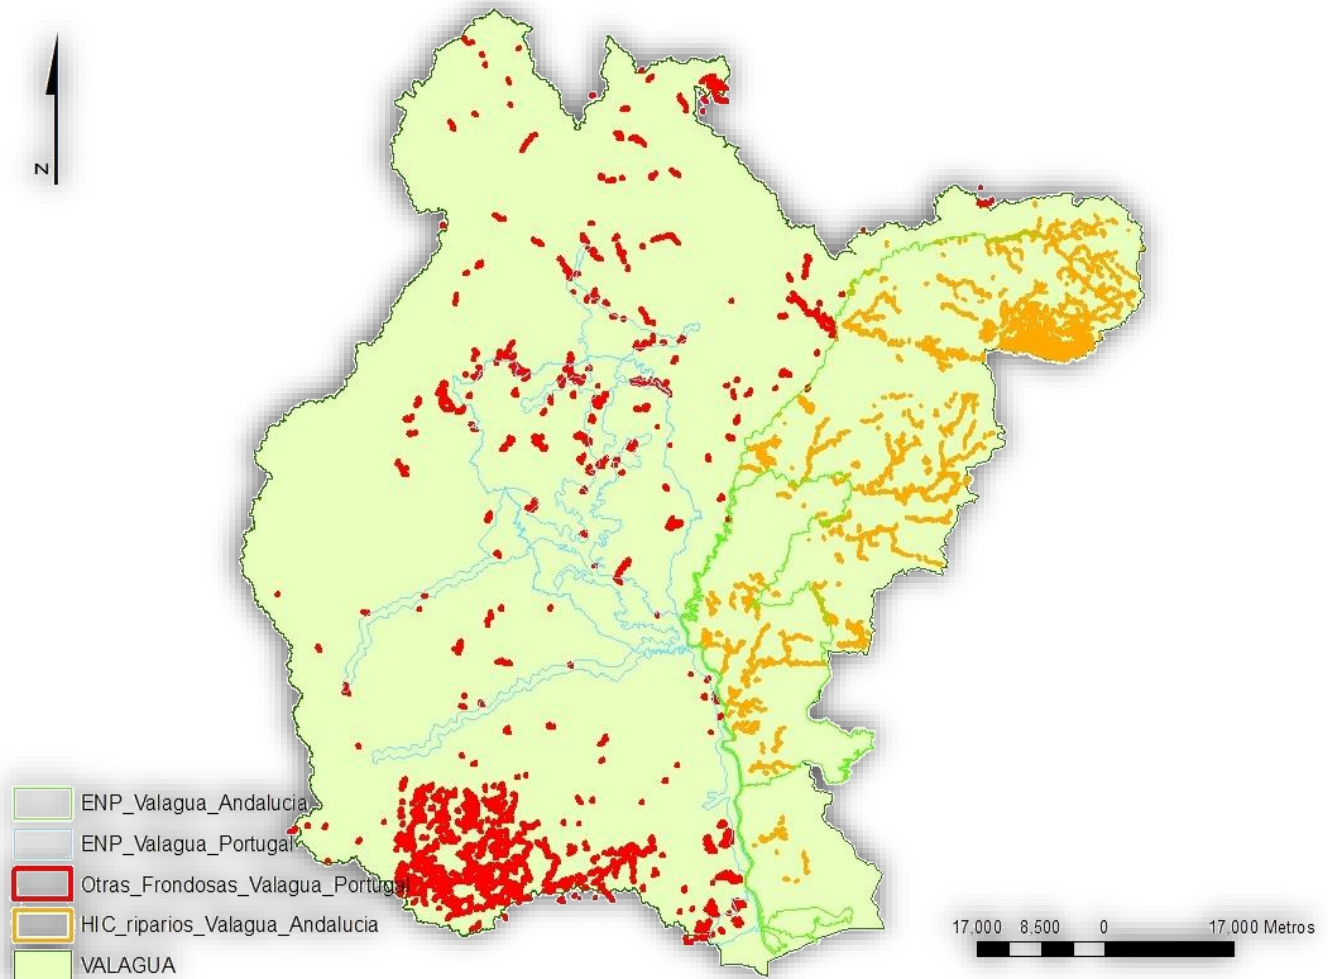 N
ENP_Valagua_Andalucia
ENP_Valagua_Portugal
Otras_Frondosas_Valagua_Portugal
HIC_riparios_Valagua_Andalucia
VALAGUA
17.000 8.500 0 17.000 Metros